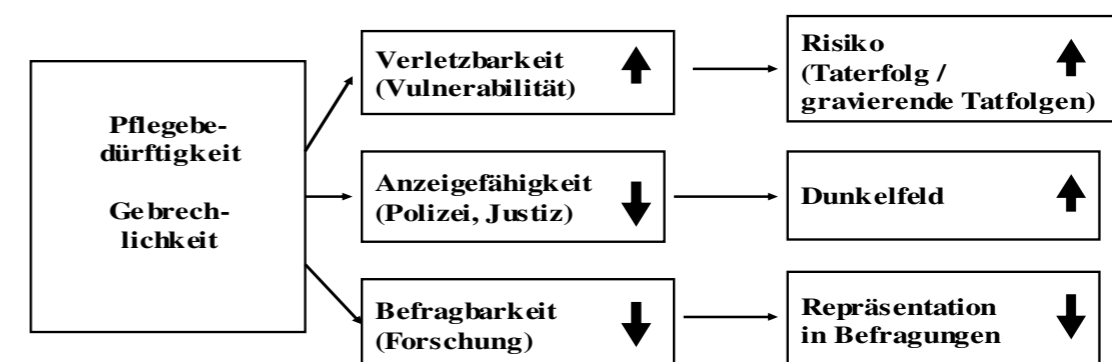 Pflegebe-
dürftigkeit
Gebrech-
lichkeit
Verletzbarkeit
(Vulnerabilität)
Risiko
(Taterfolg /
gravierende Tatfolgen)
Anzeigefähigkeit
(Polizei, Justiz)
Dunkelfeld
Befragbarkeit
(Forschung)
Repräsentation
in Befragungen